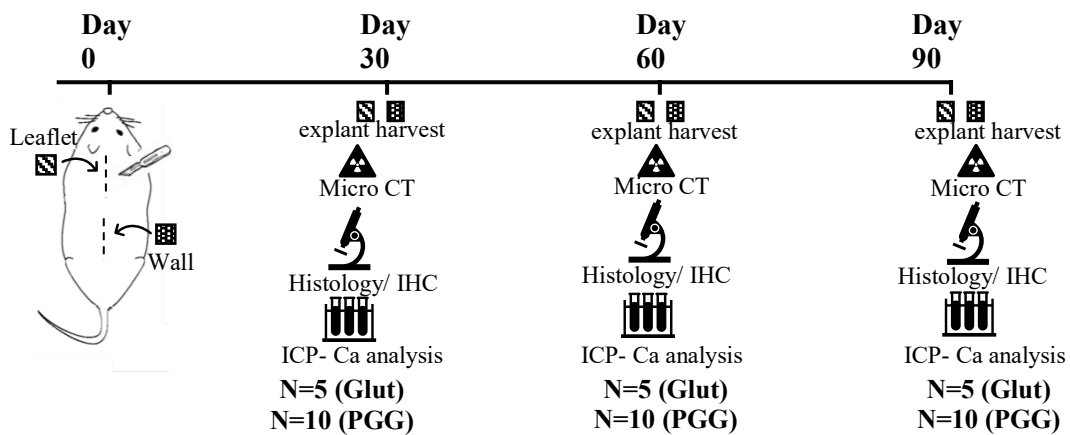 Day
0
Day
30
Day
60
Day
90
Leaflet
Wall
explant harvest
Micro CT
Histology/ IHC
ICP- Ca analysis
N=5 (Glut)
N=10 (PGG)
explant harvest
Micro CT
Histology/ IHC
ICP- Ca analysis
N=5 (Glut)
N=10 (PGG)
explant harvest
Micro CT
Histology/ IHC
ICP- Ca analysis
N=5 (Glut)
N=10 (PGG)